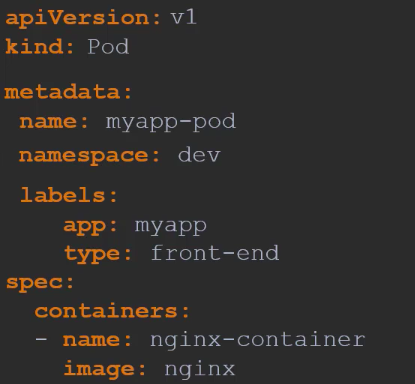 apiVersion: v1
kind: Pod
metadata:
 name: myapp-pod
 namespace: dev
 labels:
    app: myapp
    type: front-end
spec:
  containers:
  - name: nginx-container
    image: nginx